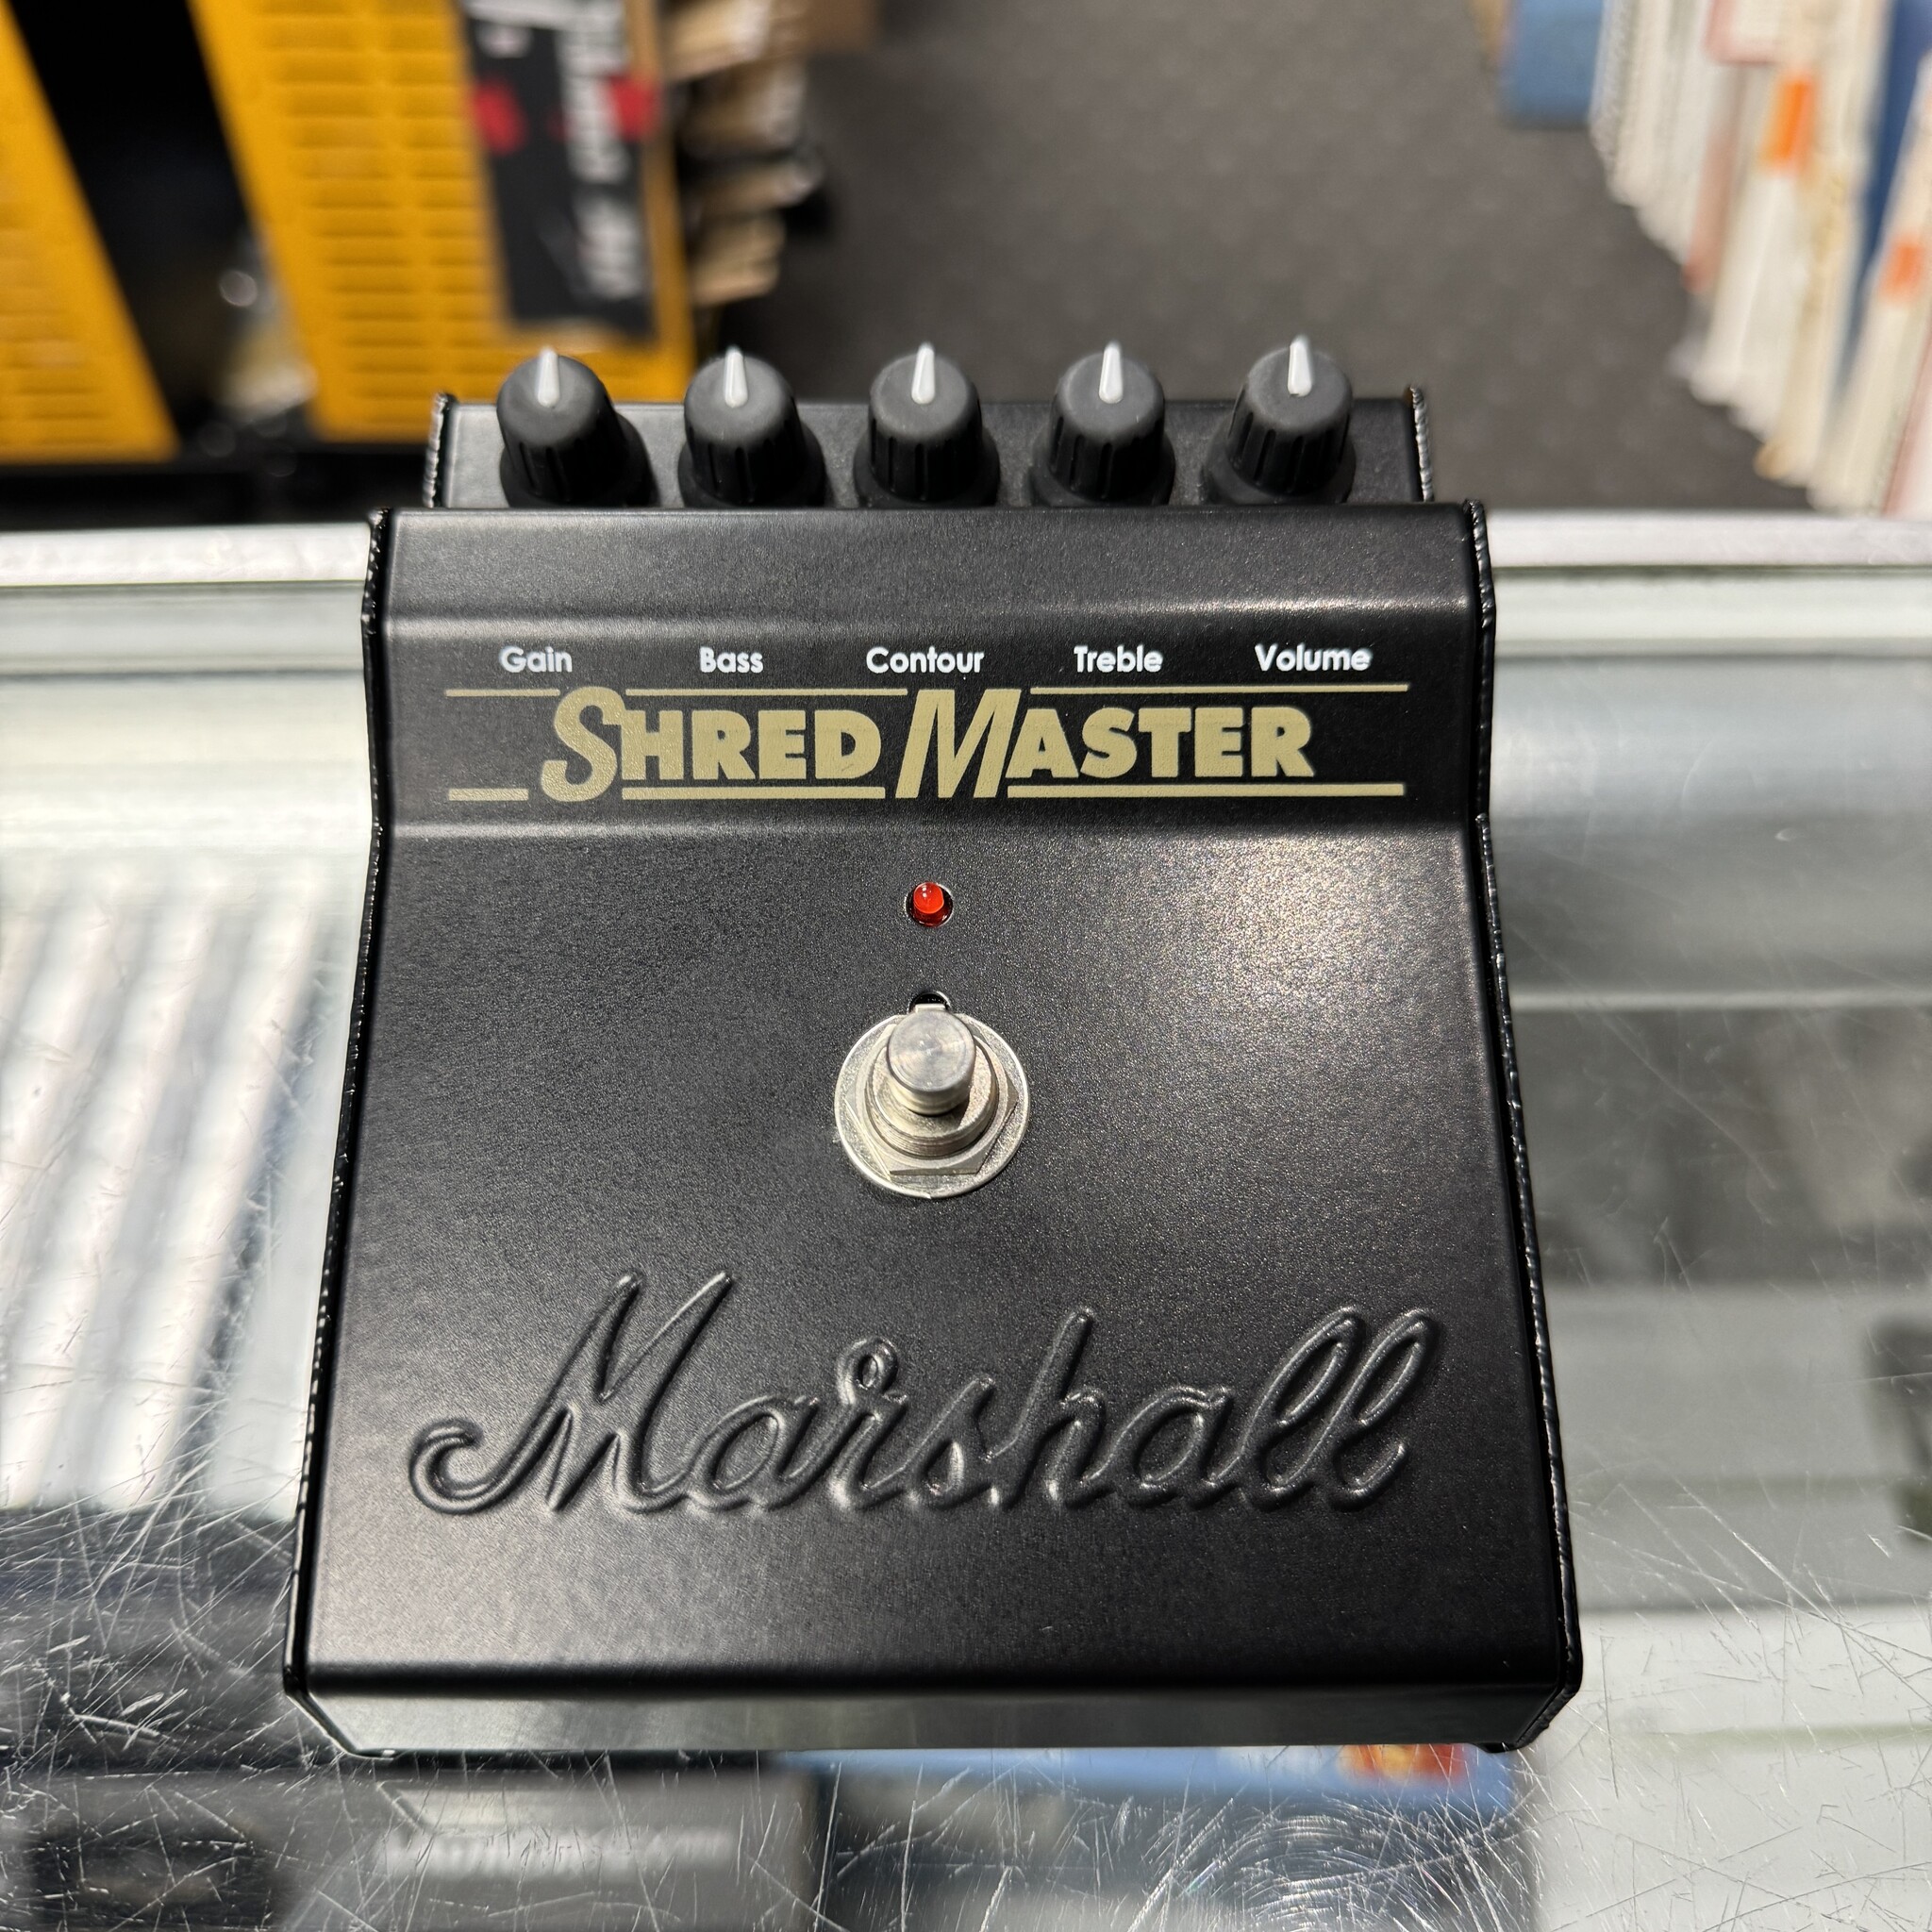 Gain Bass Contour Treble Volume
SHRED MASTER
Marshall